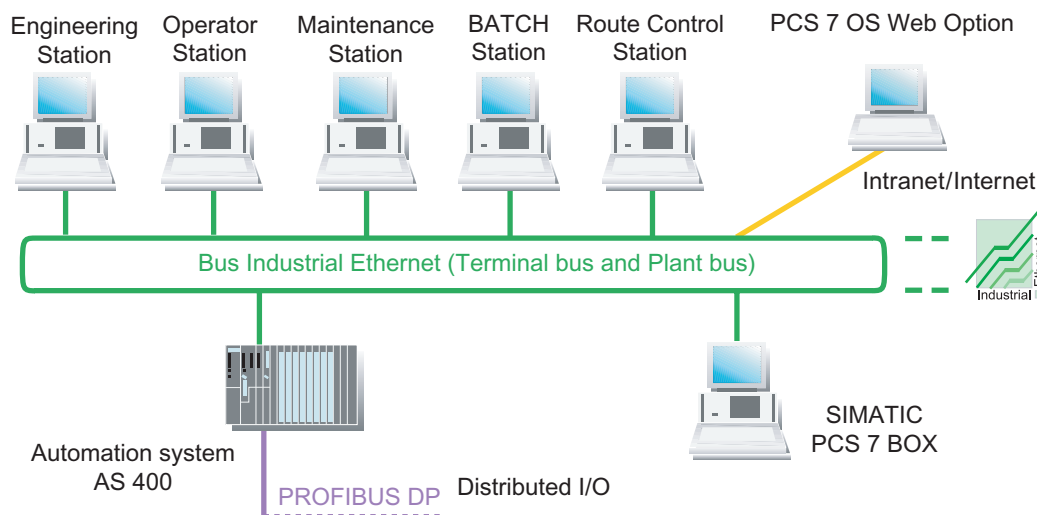 Engineering
Station
Operator
Station
Maintenance
Station
BATCH
Station
Route Control
Station
PCS 7 OS Web Option
Intranet/Internet
Bus Industrial Ethernet (Terminal bus and Plant bus)
Industrial
Automation system
AS 400
SIMATIC
PCS 7 BOX
PROFIBUS DP
Distributed I/O